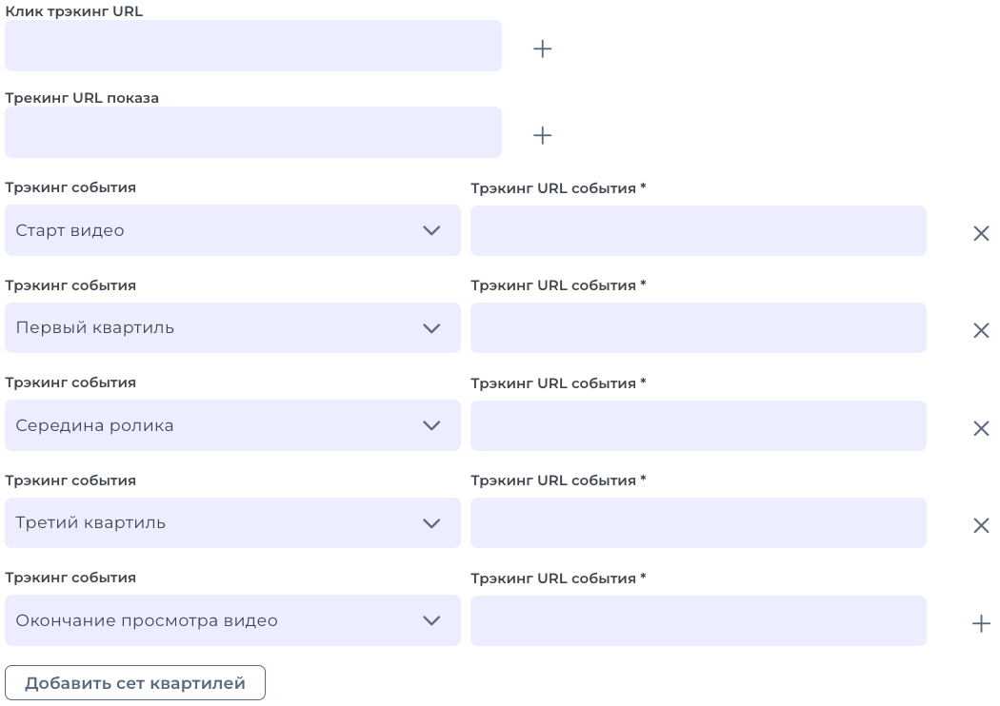 Клик трэкинг URL
Трекинг URL показа
Трэкинг события
Трэкинг URL события *
Старт видео
Трэкинг события
Трэкинг URL события *
Первый квартиль
Трэкинг события
Трэкинг URL события *
Середина ролика
Трэкинг события
Трэкинг URL события *
Третий квартиль
Трэкинг события
Трэкинг URL события *
Окончание просмотра видео
Добавить сет квартилей